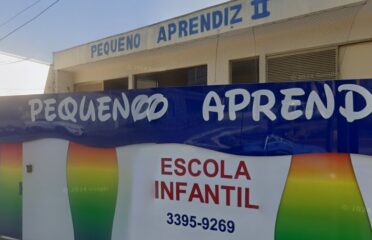 PEQUENO APRENDIZ II
PEQUENO APREND
ESCOLA
INFANTIL
3395-9269